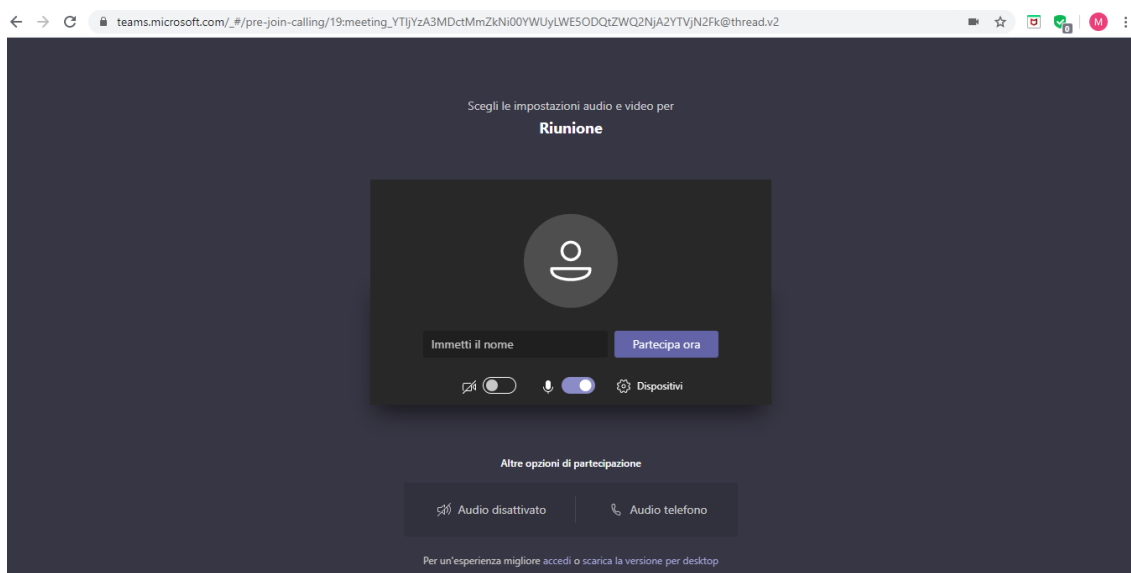 teams.microsoft.com/_#/pre-join-calling/19:meeting_YTljYzA3MDctMmZkNi00YWUyLWE5ODQtZWQ2NjA2YTVjN2Fk@thread.v2
M
0
Scegli le impostazioni audio e video per
Riunione
Immetti il nome
Partecipa ora
Dispositivi
Altre opzioni di partecipazione
Audio disattivato
Audio telefono
Per un'esperienza migliore accedi o scarica la versione per desktop